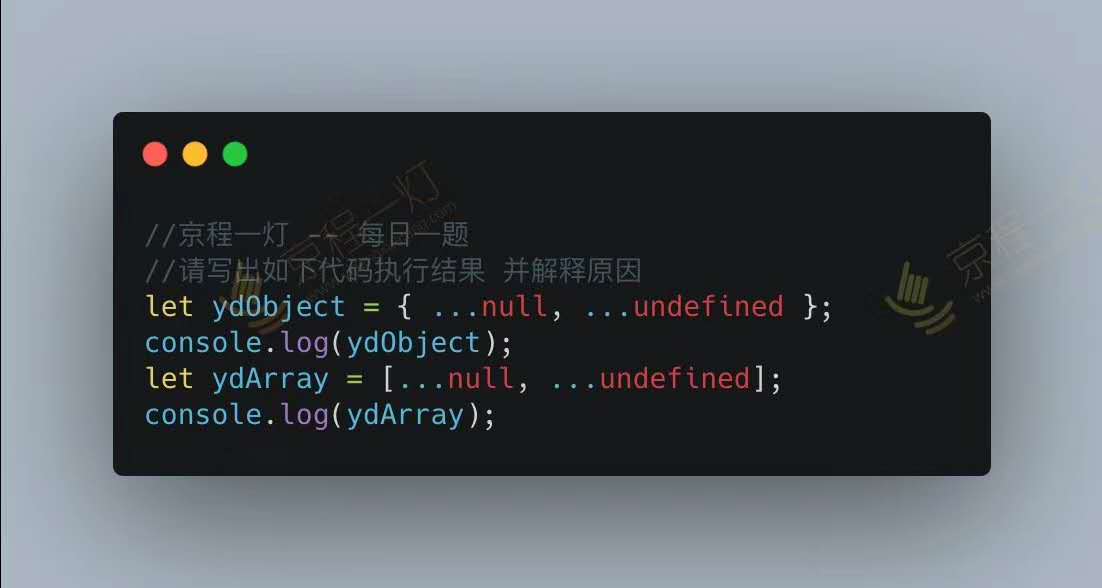 //京程一灯 -- 每日一题
//请写出如下代码执行结果 并解释原因
let ydObject = { ...null, ...undefined };
console.log(ydObject);
let ydArray = [...null, ...undefined];
console.log(ydArray);
京程一灯